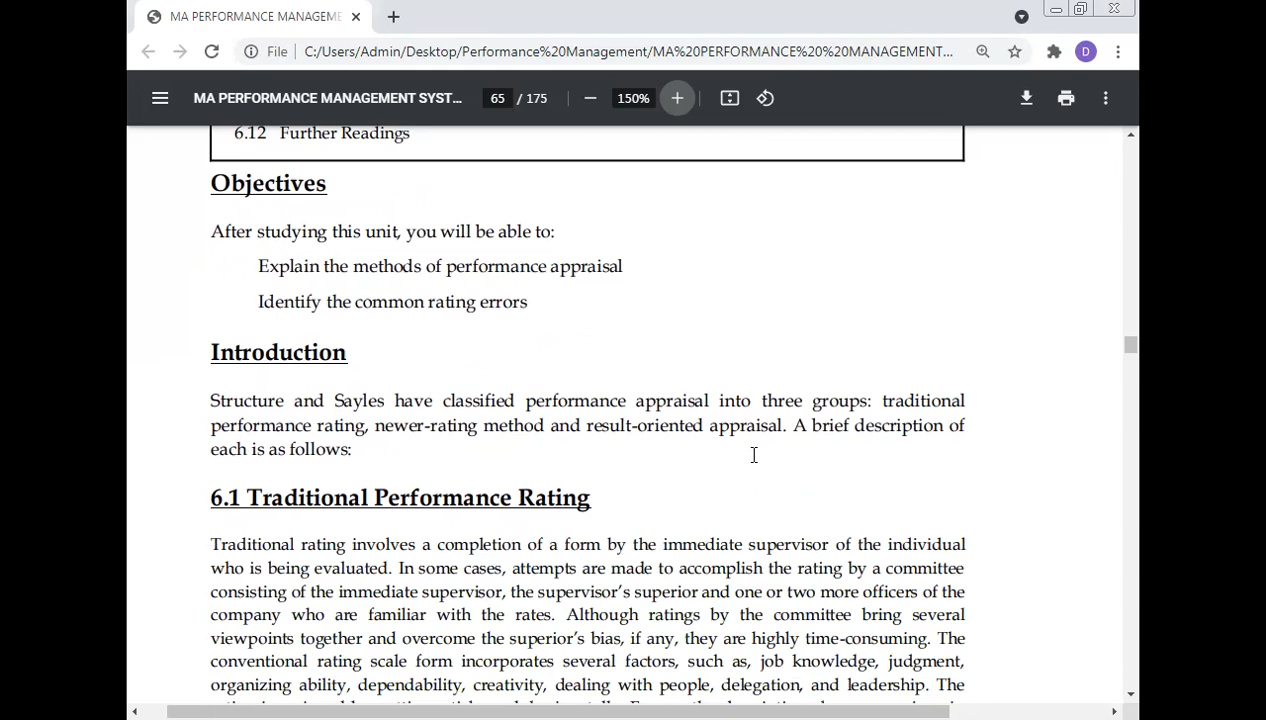 MA PERFORMANCE MANAGEME
File C:/Users/Admin/Desktop/Performance%20Management/MA%20PERFORMANCE%20%20MANAGEMENT...
D
MA PERFORMANCE MANAGEMENT SYST... 65 / 175 150%
6.12 Further Readings
Objectives
After studying this unit, you will be able to:
Explain the methods of performance appraisal
Identify the common rating errors
Introduction
Structure and Sayles have classified performance appraisal into three groups: traditional
performance rating, newer-rating method and result-oriented appraisal. A brief description of
each is as follows:
6.1 Traditional Performance Rating
Traditional rating involves a completion of a form by the immediate supervisor of the individual
who is being evaluated. In some cases, attempts are made to accomplish the rating by a committee
consisting of the immediate supervisor, the supervisor's superior and one or two more officers of the
company who are familiar with the rates. Although ratings by the committee bring several
viewpoints together and overcome the superior's bias, if any, they are highly time-consuming. The
conventional rating scale form incorporates several factors, such as, job knowledge, judgment,
organizing ability, dependability, creativity, dealing with people, delegation, and leadership. The